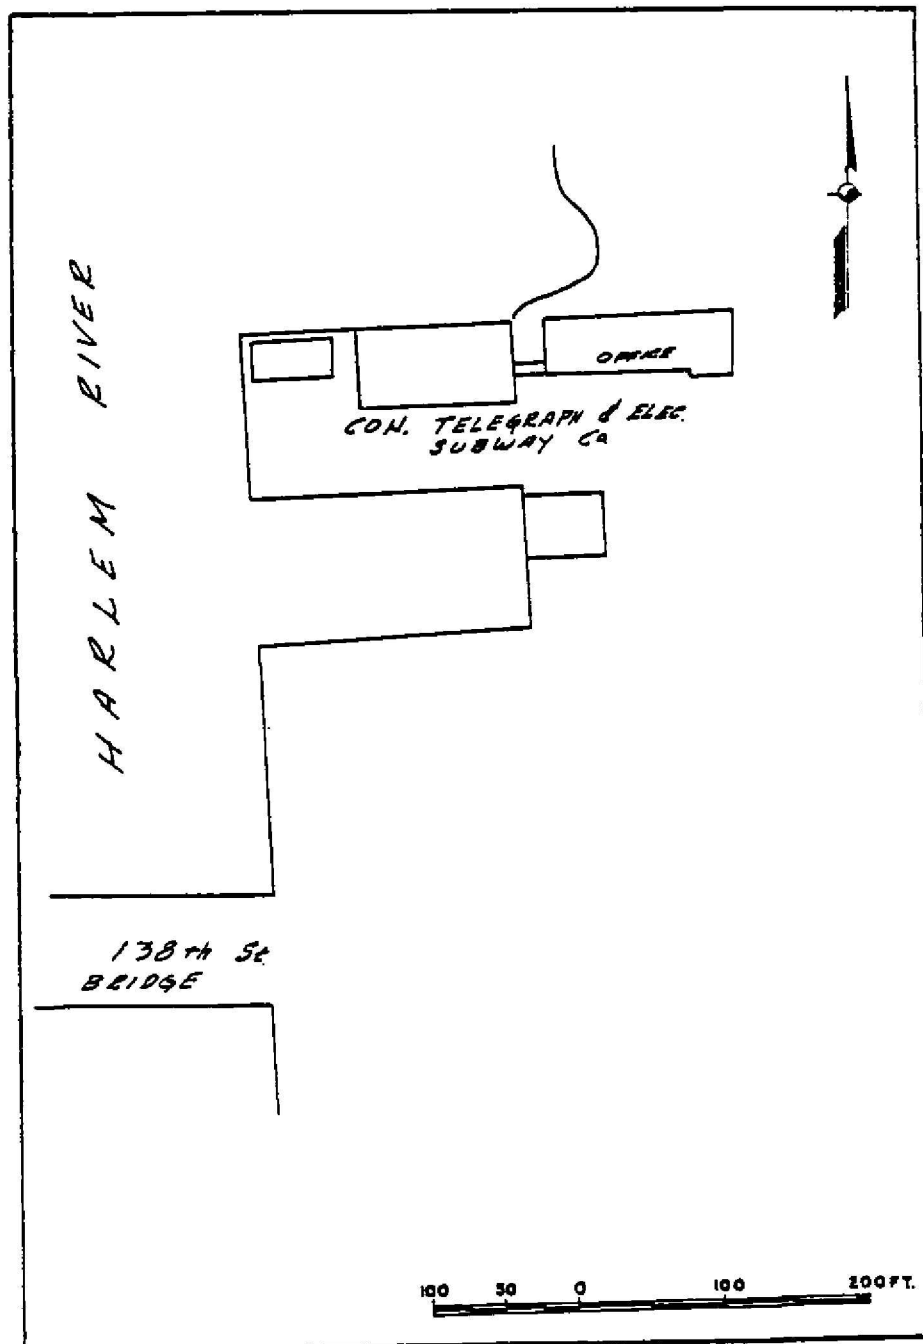 HARLEM RIVER
OFFICE
CON. TELEGRAPH & ELEC.
SUBWAY Co
138th St.
BRIDGE
100 50 0 100 200 FT.